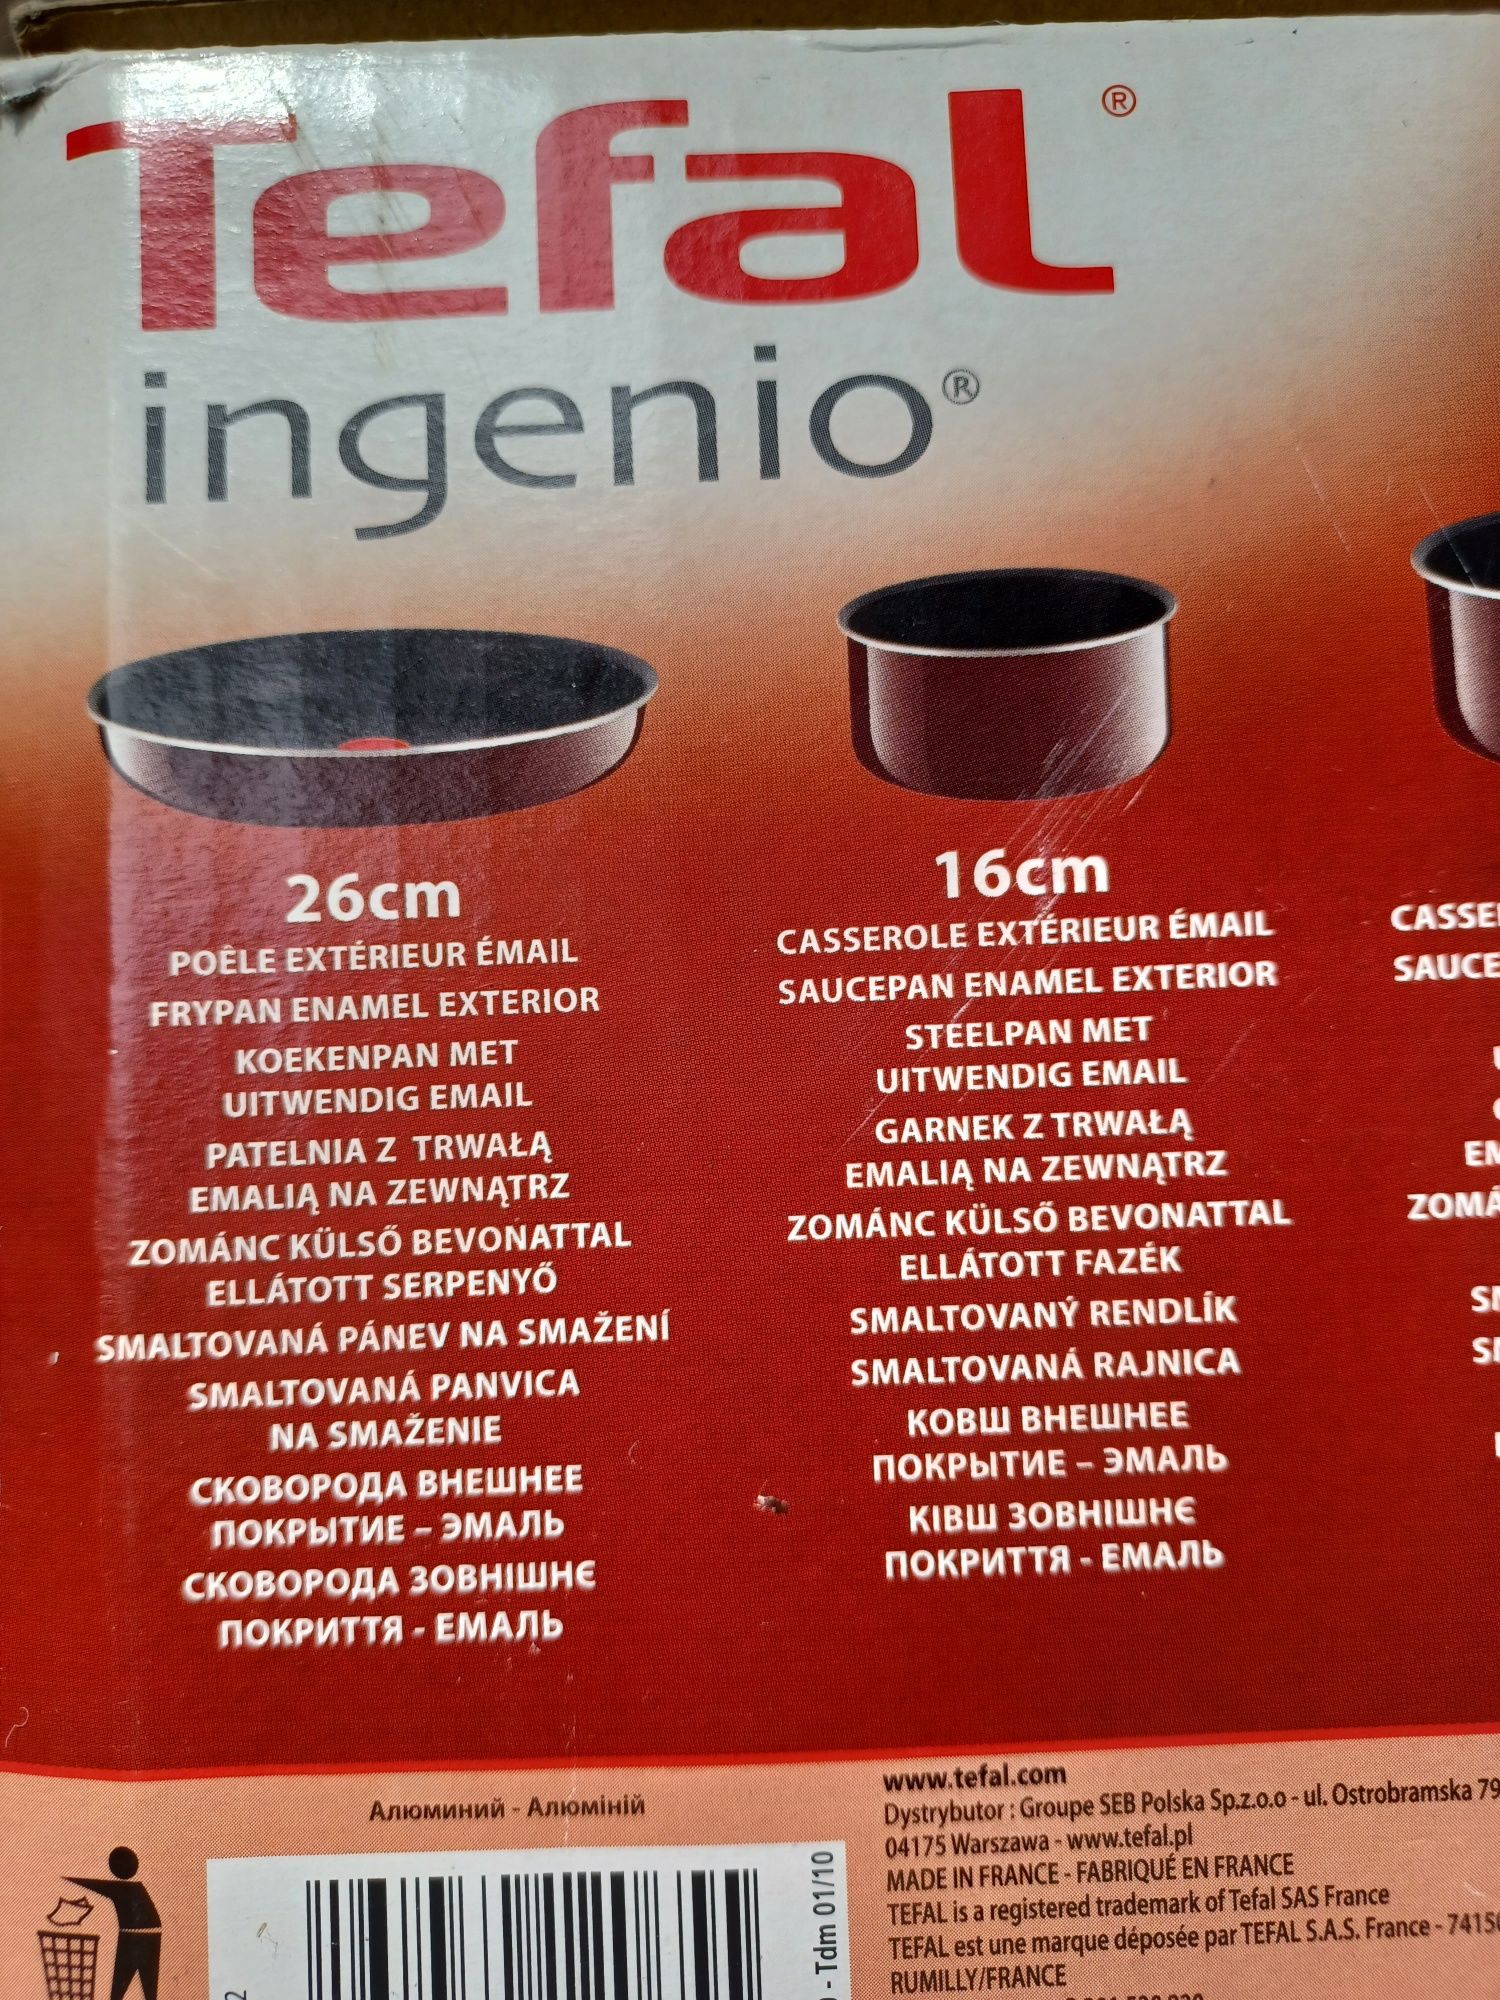 Tefal®
ingenio®
26cm
POÊLE EXTÉRIEUR ÉMAIL
FRYPAN ENAMEL EXTERIOR
KOEKENPAN MET
UITWENDIG EMAIL
PATELNIA Z TRWAŁĄ
EMALIĄ NA ZEWNĄTRZ
ZOMÁNC KÜLSŐ BEVONATTAL
ELLÁTOTT SERPENYŐ
SMALTOVANÁ PÁNEV NA SMAŽENÍ
SMALTOVANÁ PANVICA
NA SMAŽENIE
СКОВОРОДА ВНЕШНЕЕ
ПОКРЫТИЕ – ЭМАЛЬ
СКОВОРОДА ЗОВНІШНЄ
ПОКРИТТЯ - ЕМАЛЬ
16cm
CASSEROLE EXTÉRIEUR ÉMAIL
SAUCEPAN ENAMEL EXTERIOR
STEELPAN MET
UITWENDIG EMAIL
GARNEK Z TRWAŁĄ
EMALIĄ NA ZEWNĄTRZ
ZOMÁNC KÜLSŐ BEVONATTAL
ELLÁTOTT FAZÉK
SMALTOVANÝ RENDLÍK
SMALTOVANÁ RAJNICA
КОВШ ВНЕШНЕЕ
ПОКРЫТИЕ – ЭМАЛЬ
КІВШ ЗОВНІШНЄ
ПОКРИТТЯ - ЕМАЛЬ
CASSE
SAUCE
EM
ZOMÁ
Алюминий - Алюміній
- Tdm 01/10
www.tefal.com
Dystrybutor : Groupe SEB Polska Sp.z.o.o - ul. Ostrobramska 79
04175 Warszawa - www.tefal.pl
MADE IN FRANCE - FABRIQUÉ EN FRANCE
TEFAL is a registered trademark of Tefal SAS France
TEFAL est une marque déposée par TEFAL S.A.S. France - 7415
RUMILLY/FRANCE